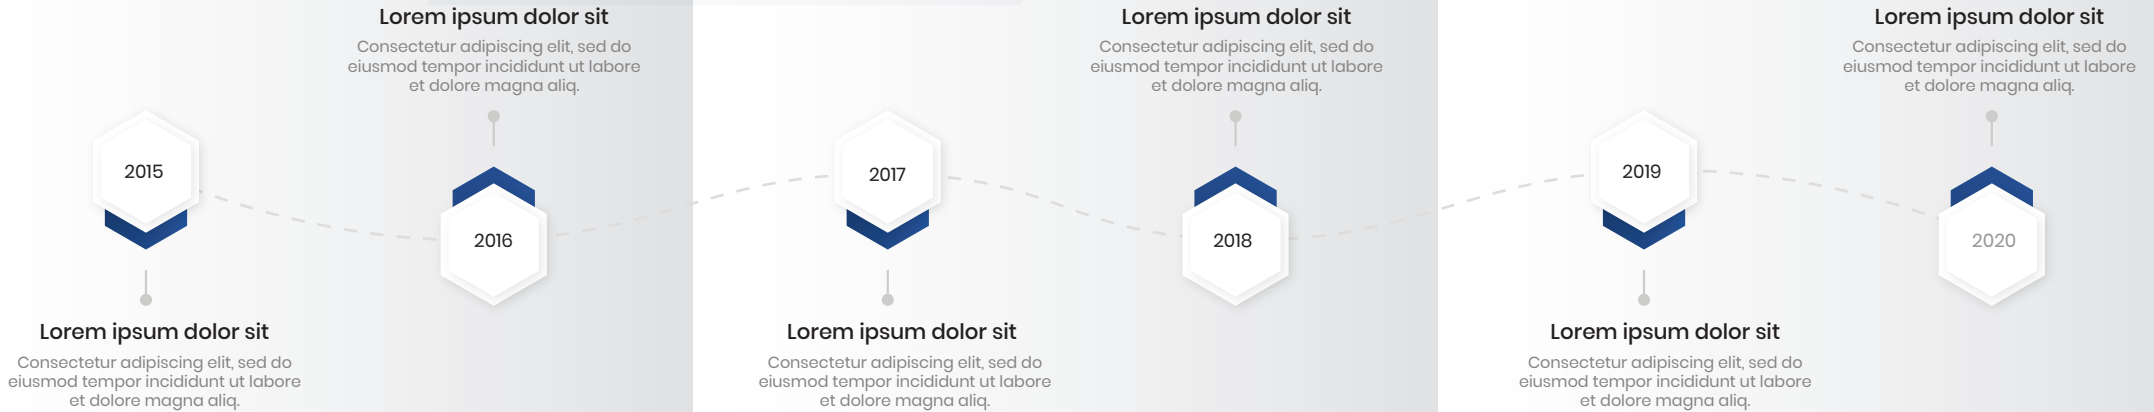 Lorem ipsum dolor sit
Consectetur adipiscing elit, sed do
eiusmod tempor incididunt ut labore
et dolore magna aliq.
Lorem ipsum dolor sit
Consectetur adipiscing elit, sed do
eiusmod tempor incididunt ut labore
et dolore magna aliq.
Lorem ipsum dolor sit
Consectetur adipiscing elit, sed do
eiusmod tempor incididunt ut labore
et dolore magna aliq.
2015
2016
2017
2018
2019
2020
Lorem ipsum dolor sit
Consectetur adipiscing elit, sed do
eiusmod tempor incididunt ut labore
et dolore magna aliq.
Lorem ipsum dolor sit
Consectetur adipiscing elit, sed do
eiusmod tempor incididunt ut labore
et dolore magna aliq.
Lorem ipsum dolor sit
Consectetur adipiscing elit, sed do
eiusmod tempor incididunt ut labore
et dolore magna aliq.